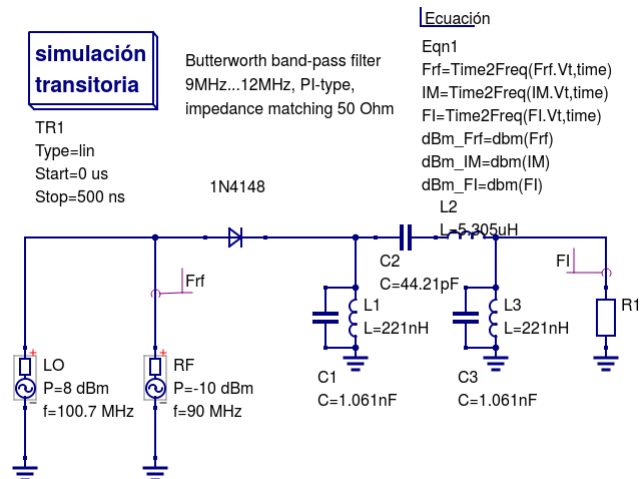 simulación
transitoria
TR1
Type=lin
Start=0 us
Stop=500 ns
Butterworth band-pass filter
9MHz...12MHz, PI-type,
impedance matching 50 Ohm
Ecuación
Eqn1
Frf=Time2Freq(Frf.Vt,time)
IM=Time2Freq(IM.Vt,time)
FI=Time2Freq(FI.Vt,time)
dBm_Frf=dbm(Frf)
dBm_IM=dbm(IM)
dBm_FI=dbm(FI)
1N4148
L2
L=5.305uH
C2
C=44.21pF
Frf
FI
L1
L=221nH
L3
L=221nH
R1
C1
C=1.061nF
C3
C=1.061nF
LO
P=8 dBm
f=100.7 MHz
RF
P=-10 dBm
f=90 MHz